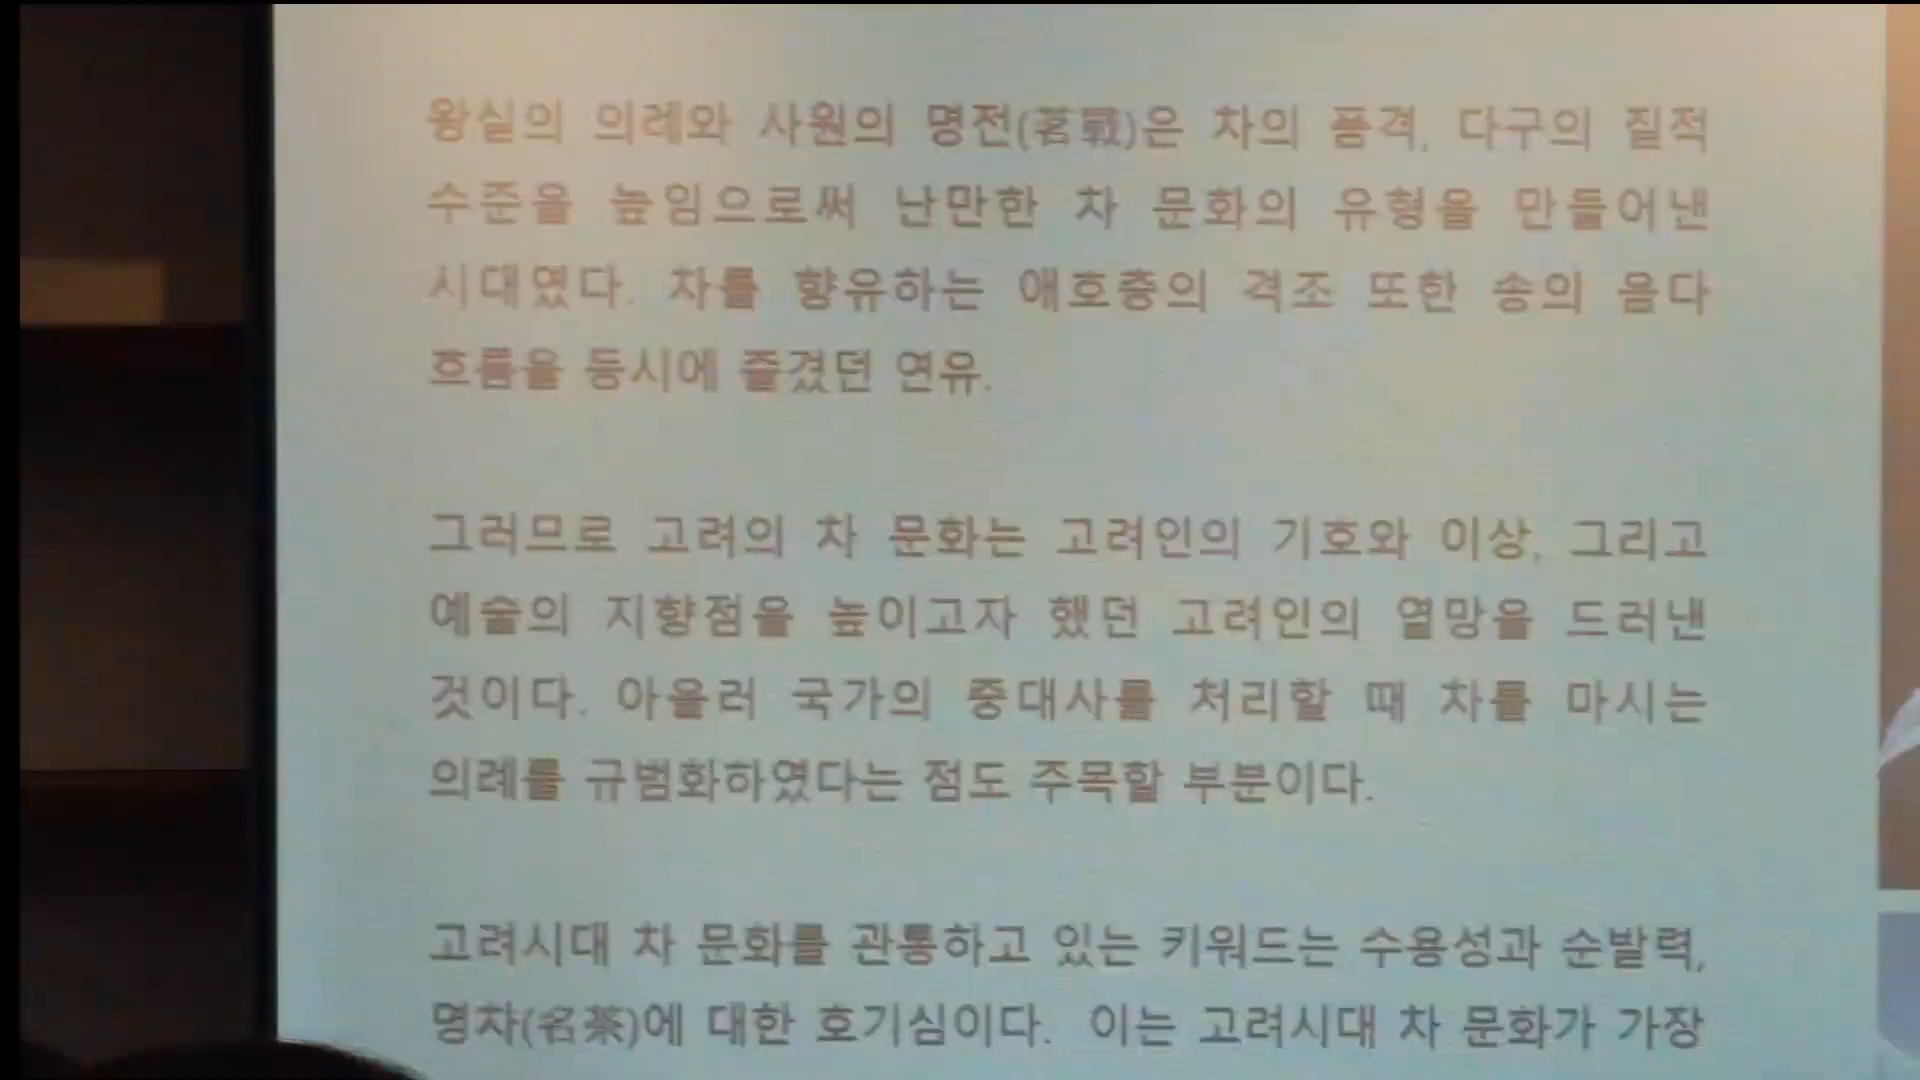 왕실의 의례와 사원의 명전(茗戰)은 차의 품격, 다구의 질적
수준을 높임으로써 난만한 차 문화의 유형을 만들어낸
시대였다. 차를 향유하는 애호층의 격조 또한 송의 음다
흐름을 동시에 즐겼던 연유.
그러므로 고려의 차 문화는 고려인의 기호와 이상, 그리고
예술의 지향점을 높이고자 했던 고려인의 열망을 드러낸
것이다. 아울러 국가의 중대사를 처리할 때 차를 마시는
의례를 규범화하였다는 점도 주목할 부분이다.
고려시대 차 문화를 관통하고 있는 키워드는 수용성과 순발력,
명차(名茶)에 대한 호기심이다. 이는 고려시대 차 문화가 가장